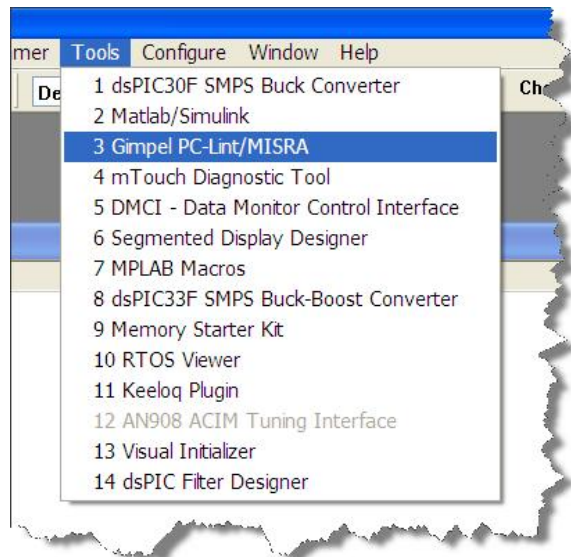 mer Tools Configure Window Help
De
1 dsPIC30F SMPS Buck Converter
2 Matlab/Simulink
3 Gimpel PC-Lint/MISRA
4 mTouch Diagnostic Tool
5 DMCI - Data Monitor Control Interface
6 Segmented Display Designer
7 MPLAB Macros
8 dsPIC33F SMPS Buck-Boost Converter
9 Memory Starter Kit
10 RTOS Viewer
11 Keeloq Plugin
12 AN908 ACIM Tuning Interface
13 Visual Initializer
14 dsPIC Filter Designer